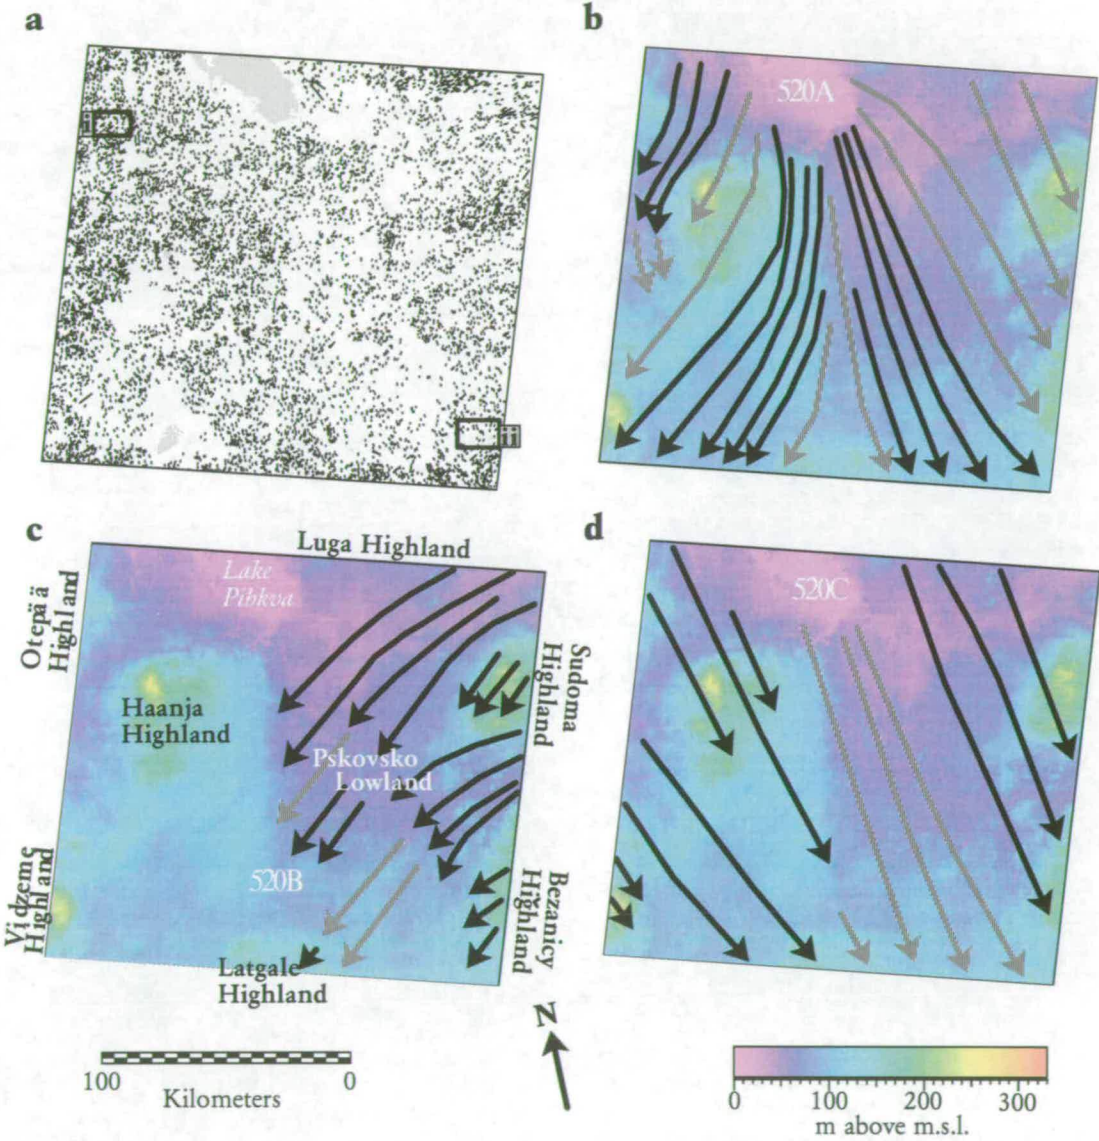 a
b
i
ii
520A
c
d
Luga Highland
Lake
Pihkva
Otepää
Highland
Haanja
Highland
Sudoma
Highland
Pskovsko
Lowland
520B
Vidzeme
Highland
Bezanicy
Highland
Latgale
Highland
520C
N
100
0
Kilometers
0
100
200
300
m above m.s.l.